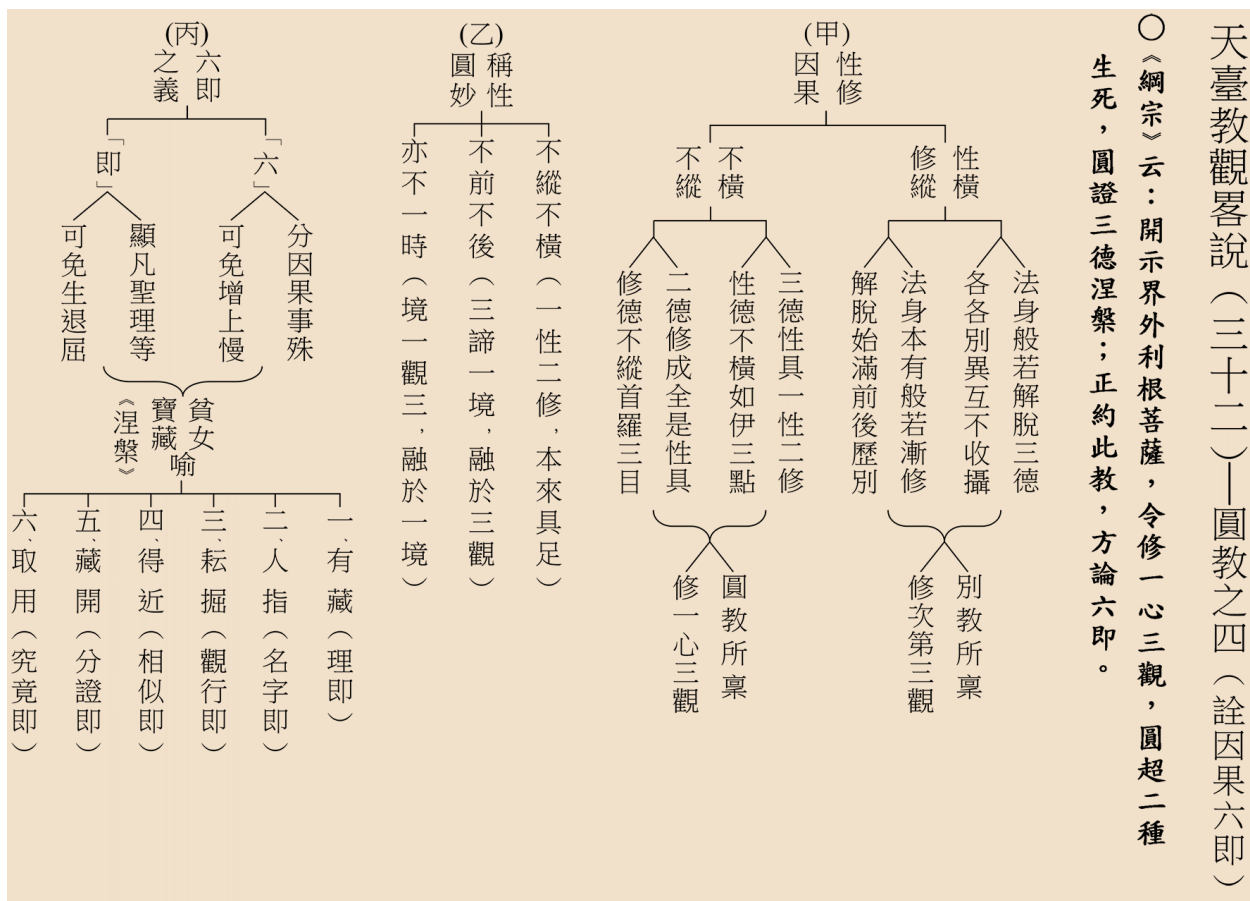 天臺教觀畧說（三十二）—圓教之四（詮因果六即）
○《綱宗》云：開示界外利根菩薩，令修一心三觀，圓超二種
生死，圓證三德涅槃；正約此教，方論六即。
(甲)
性修
因果
性橫
修縱
法身般若解脫三德
各各別異互不收攝
法身本有般若漸修
解脫始滿前後歷別
別教所稟
修次第三觀
不橫
不縱
三德性具一性二修
性德不橫如伊三點
二德修成全是性具
修德不縱首羅三目
圓教所稟
修一心三觀
(乙)
稱性
圓妙
不縱不橫（一性二修，本來具足）
不前不後（三諦一境，融於三觀）
亦不一時（境一觀三，融於一境）
(丙)
六即
之義
「六」
分因果事殊
可免增上慢
「即」
顯凡聖理等
可免生退屈
貧女
寶藏
喻
《涅槃》
一、有藏（理即）
二、人指（名字即）
三、耘掘（觀行即）
四、得近（相似即）
五、藏開（分證即）
六、取用（究竟即）